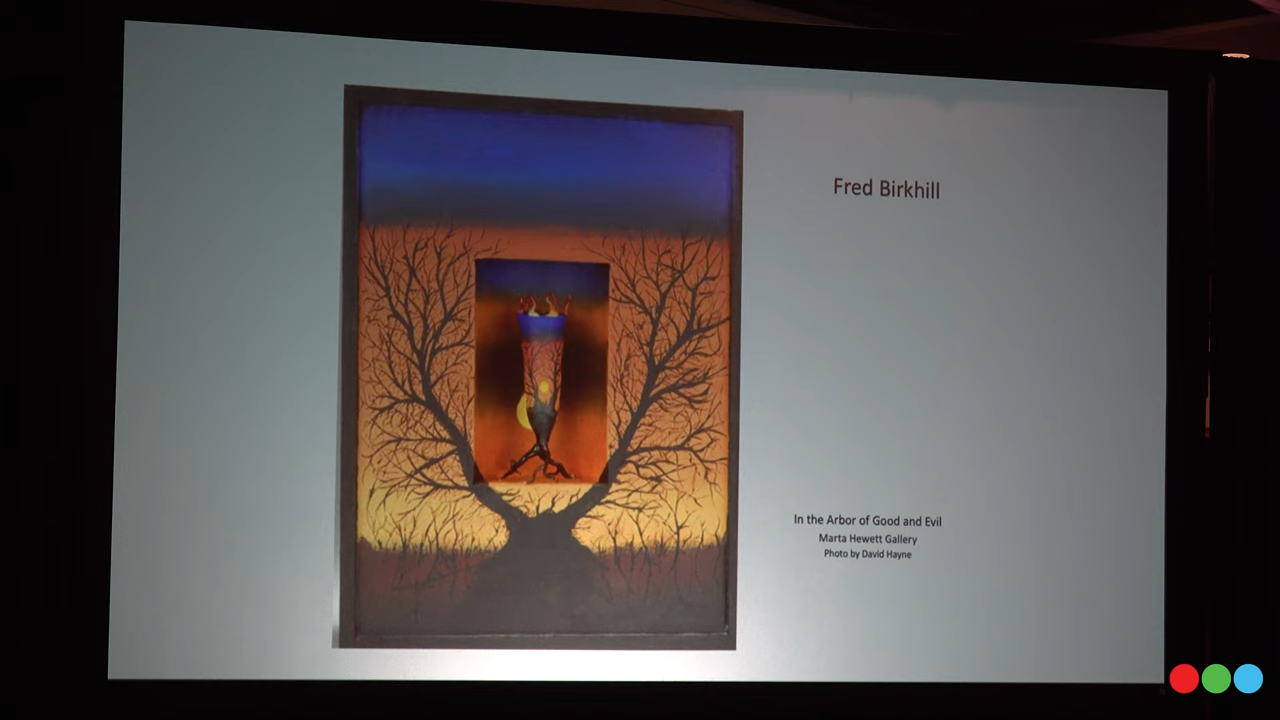 Fred Birkhill
In the Arbor of Good and Evil
Marta Hewett Gallery
Photo by David Hayne